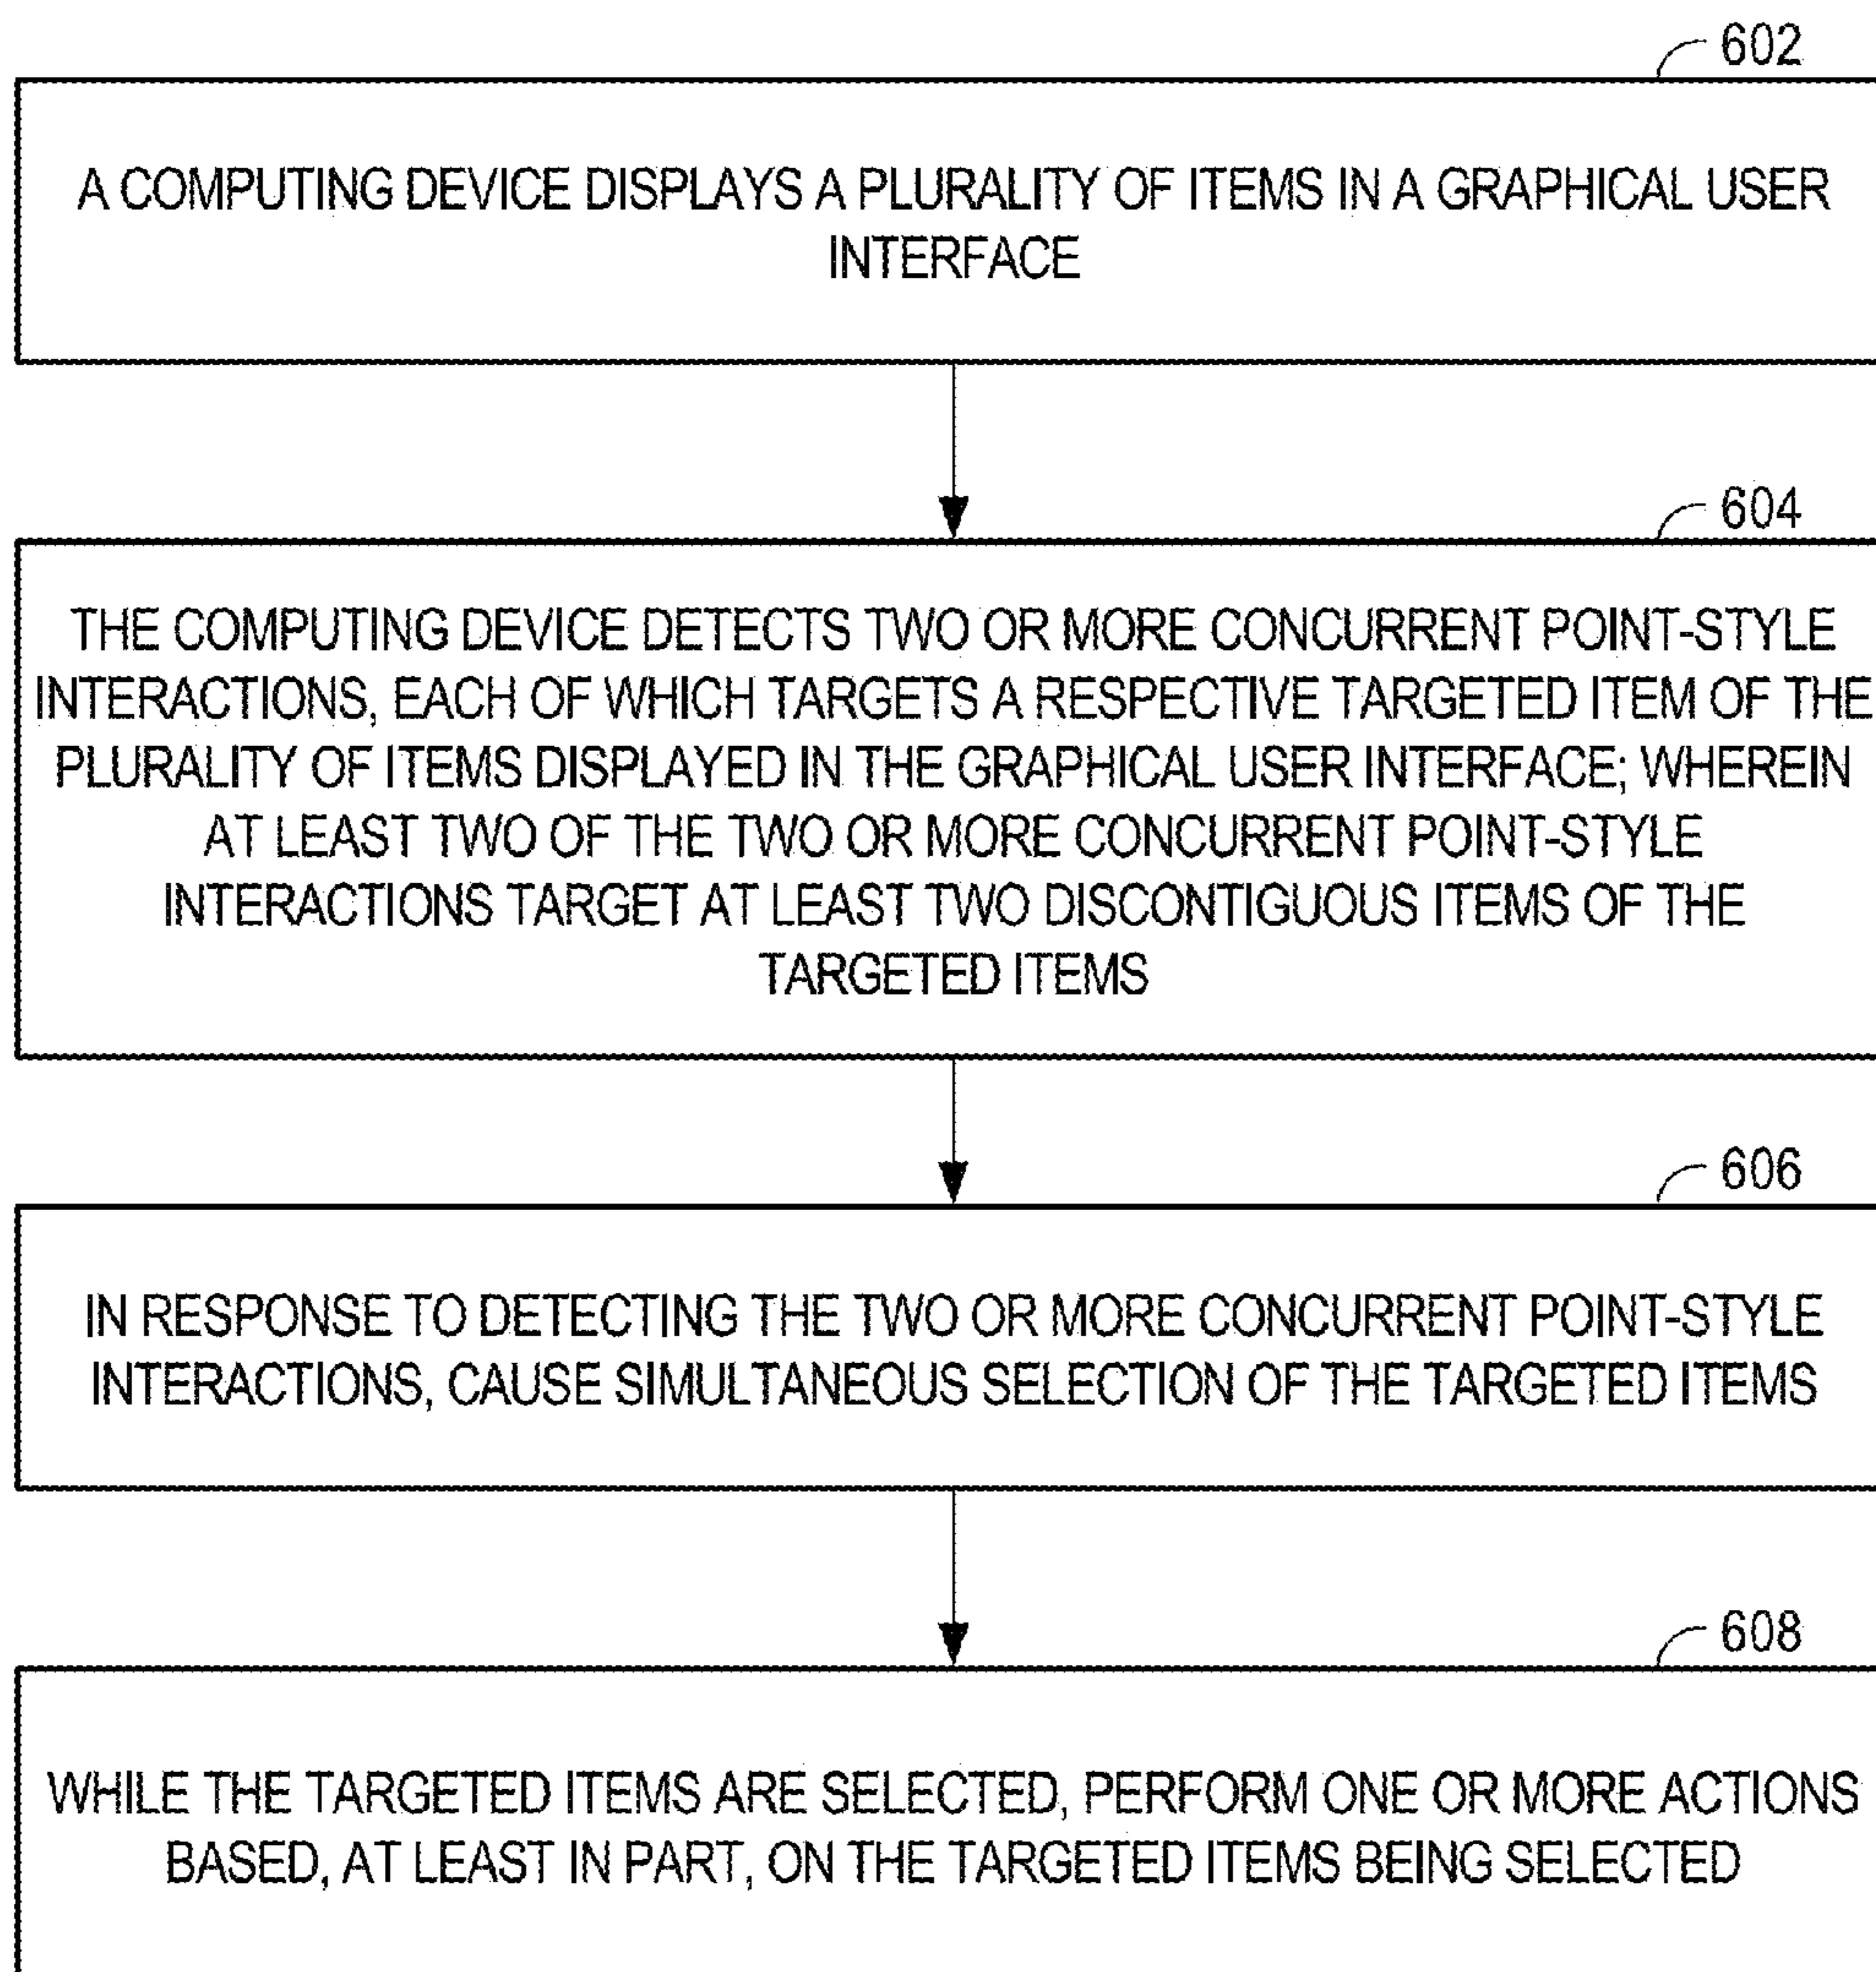 602
A COMPUTING DEVICE DISPLAYS A PLURALITY OF ITEMS IN A GRAPHICAL USER
INTERFACE
604
THE COMPUTING DEVICE DETECTS TWO OR MORE CONCURRENT POINT-STYLE
INTERACTIONS, EACH OF WHICH TARGETS A RESPECTIVE TARGETED ITEM OF THE
PLURALITY OF ITEMS DISPLAYED IN THE GRAPHICAL USER INTERFACE; WHEREIN
AT LEAST TWO OF THE TWO OR MORE CONCURRENT POINT-STYLE
INTERACTIONS TARGET AT LEAST TWO DISCONTIGUOUS ITEMS OF THE
TARGETED ITEMS
606
IN RESPONSE TO DETECTING THE TWO OR MORE CONCURRENT POINT-STYLE
INTERACTIONS, CAUSE SIMULTANEOUS SELECTION OF THE TARGETED ITEMS
608
WHILE THE TARGETED ITEMS ARE SELECTED, PERFORM ONE OR MORE ACTIONS
BASED, AT LEAST IN PART, ON THE TARGETED ITEMS BEING SELECTED